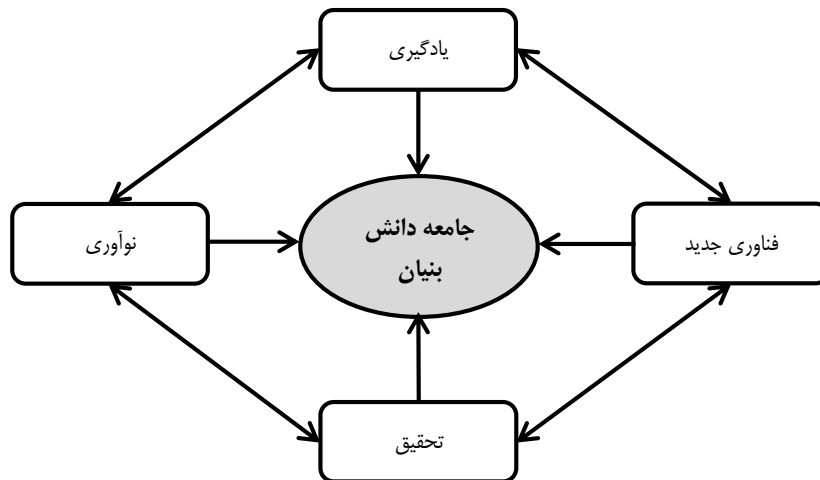 یادگیری
فناوری جدید
جامعه دانش
بنیان
نوآوری
تحقیق